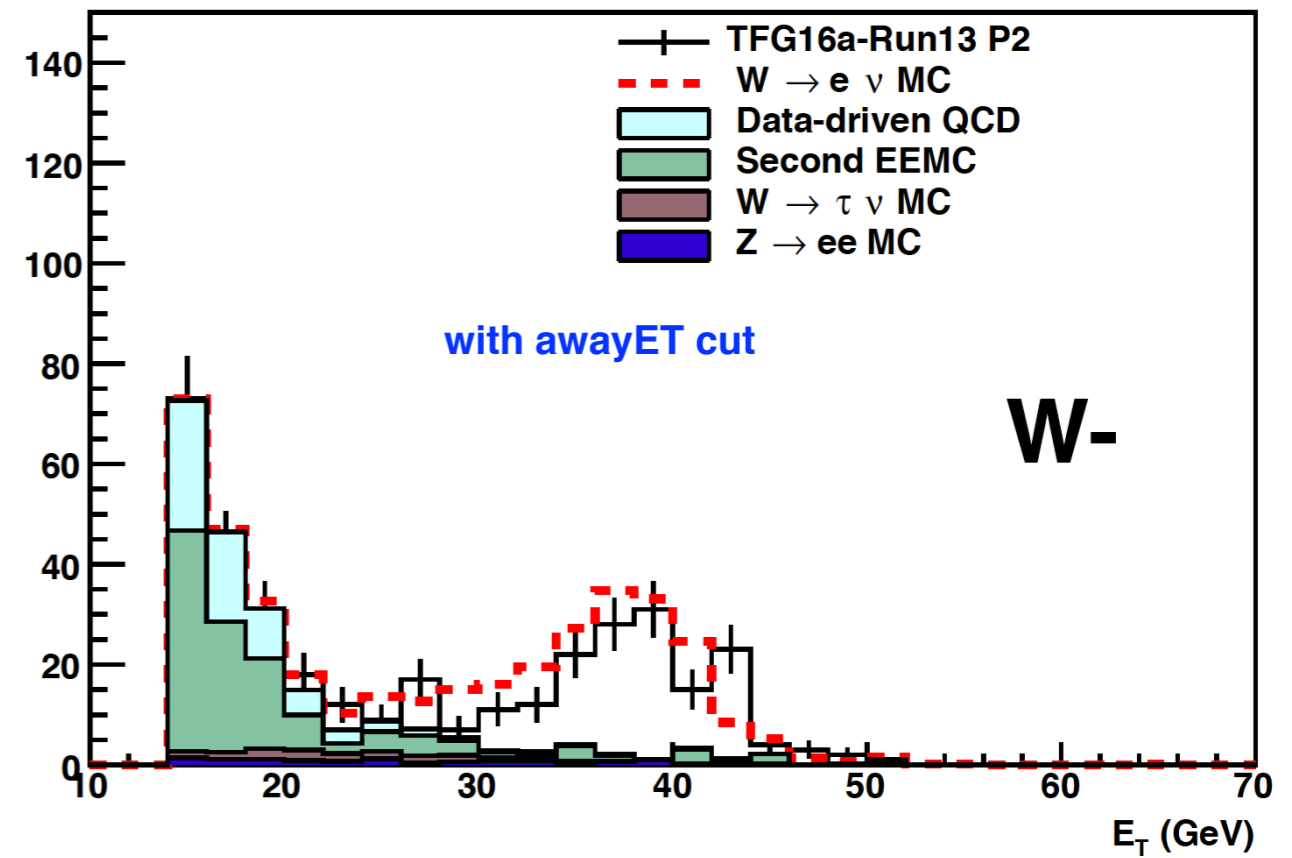 TFG16a-Run13 P2
W → e ν MC
Data-driven QCD
Second EEMC
W → τ ν MC
Z → ee MC
with awayET cut
W-
140
120
100
80
60
40
20
0
10 20 30 40 50 60 70
E_T (GeV)